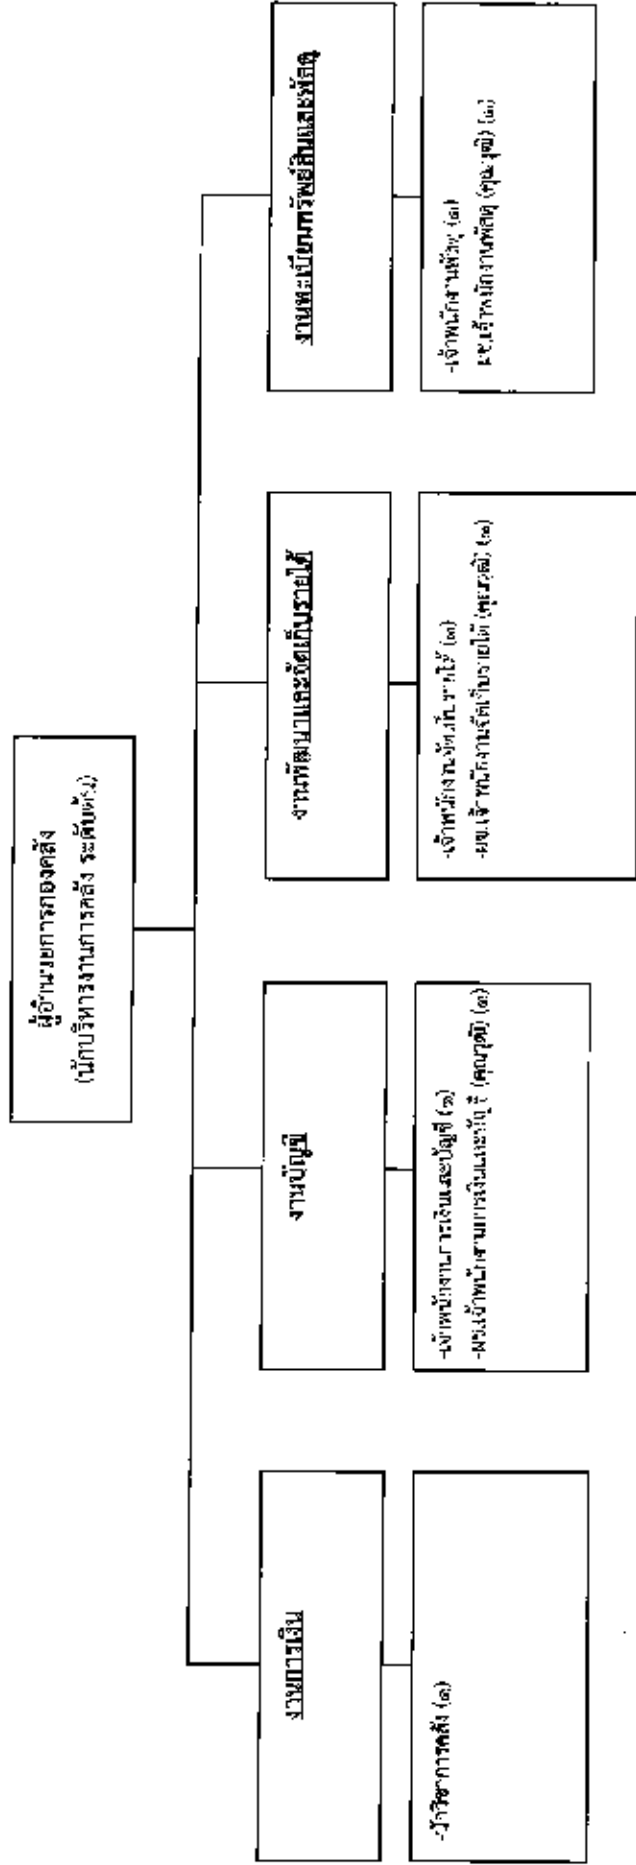 ผู้อำนวยการกองคลัง
(นักบริหารงานการคลัง ระดับต้น)
งานการเงิน
-นักวิชาการคลัง (๑)
งานบัญชี
-เจ้าพนักงานการเงินและบัญชี (๑)
-ผช.เจ้าพนักงานการเงินและบัญชี (คุณวุฒิ) (๑)
งานพัฒนาและจัดเก็บรายได้
-เจ้าพนักงานจัดเก็บรายได้ (๑)
-ผช.เจ้าพนักงานจัดเก็บรายได้ (คุณวุฒิ) (๑)
งานทะเบียนทรัพย์สินและพัสดุ
-เจ้าพนักงานพัสดุ (๑)
ผช.เจ้าพนักงานพัสดุ (คุณวุฒิ) (๑)